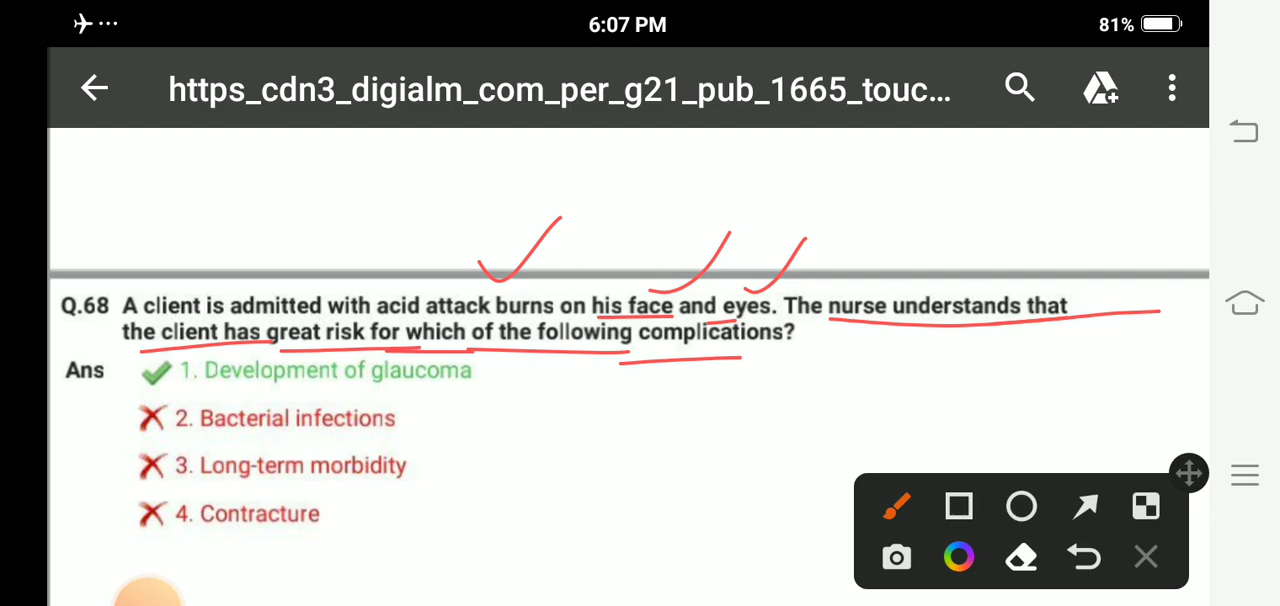 6:07 PM
81%
https_cdn3_digialm_com_per_g21_pub_1665_touc...
Q.68 A client is admitted with acid attack burns on his face and eyes. The nurse understands that
the client has great risk for which of the following complications?
Ans 1. Development of glaucoma
2. Bacterial infections
3. Long-term morbidity
4. Contracture